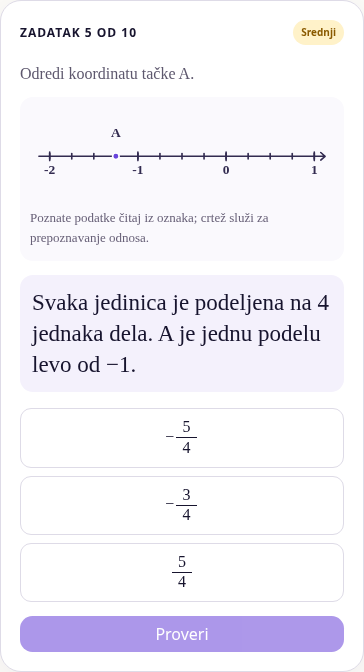 ZADATAK 5 OD 10
Srednji
Odredi koordinatu tačke A.
A
-2 -1 0 1
Poznate podatke čitaj iz oznaka; crtež služi za
prepoznavanje odnosa.
Svaka jedinica je podeljena na 4
jednaka dela. A je jednu podelu
levo od −1.
−5/4
−3/4
5/4
Proveri